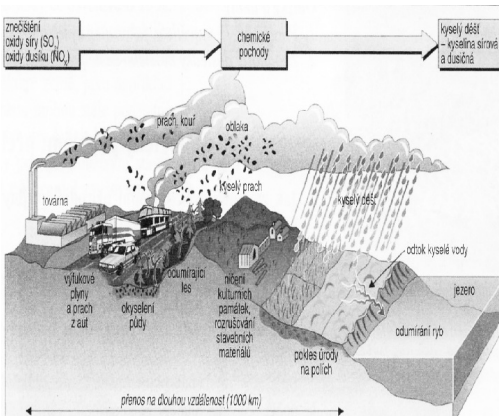 znečištění
oxidy síry (SOx)
oxidy dusíku (NOx)
chemické
pochody
kyselý déšť
– kyselina sírová
a dusičná
prach, kouř
oblaka
kyselý prach
kyselý déšť
továrna
odtok kyselé vody
jezero
výfukové
plyny
a prach
z aut
okyselení
půdy
odumírající
les
ničení
kulturních
památek,
rozrušování
stavebních
materiálů
pokles úrody
na polích
odumírání ryb
přenos na dlouhou vzdálenost (1000 km)